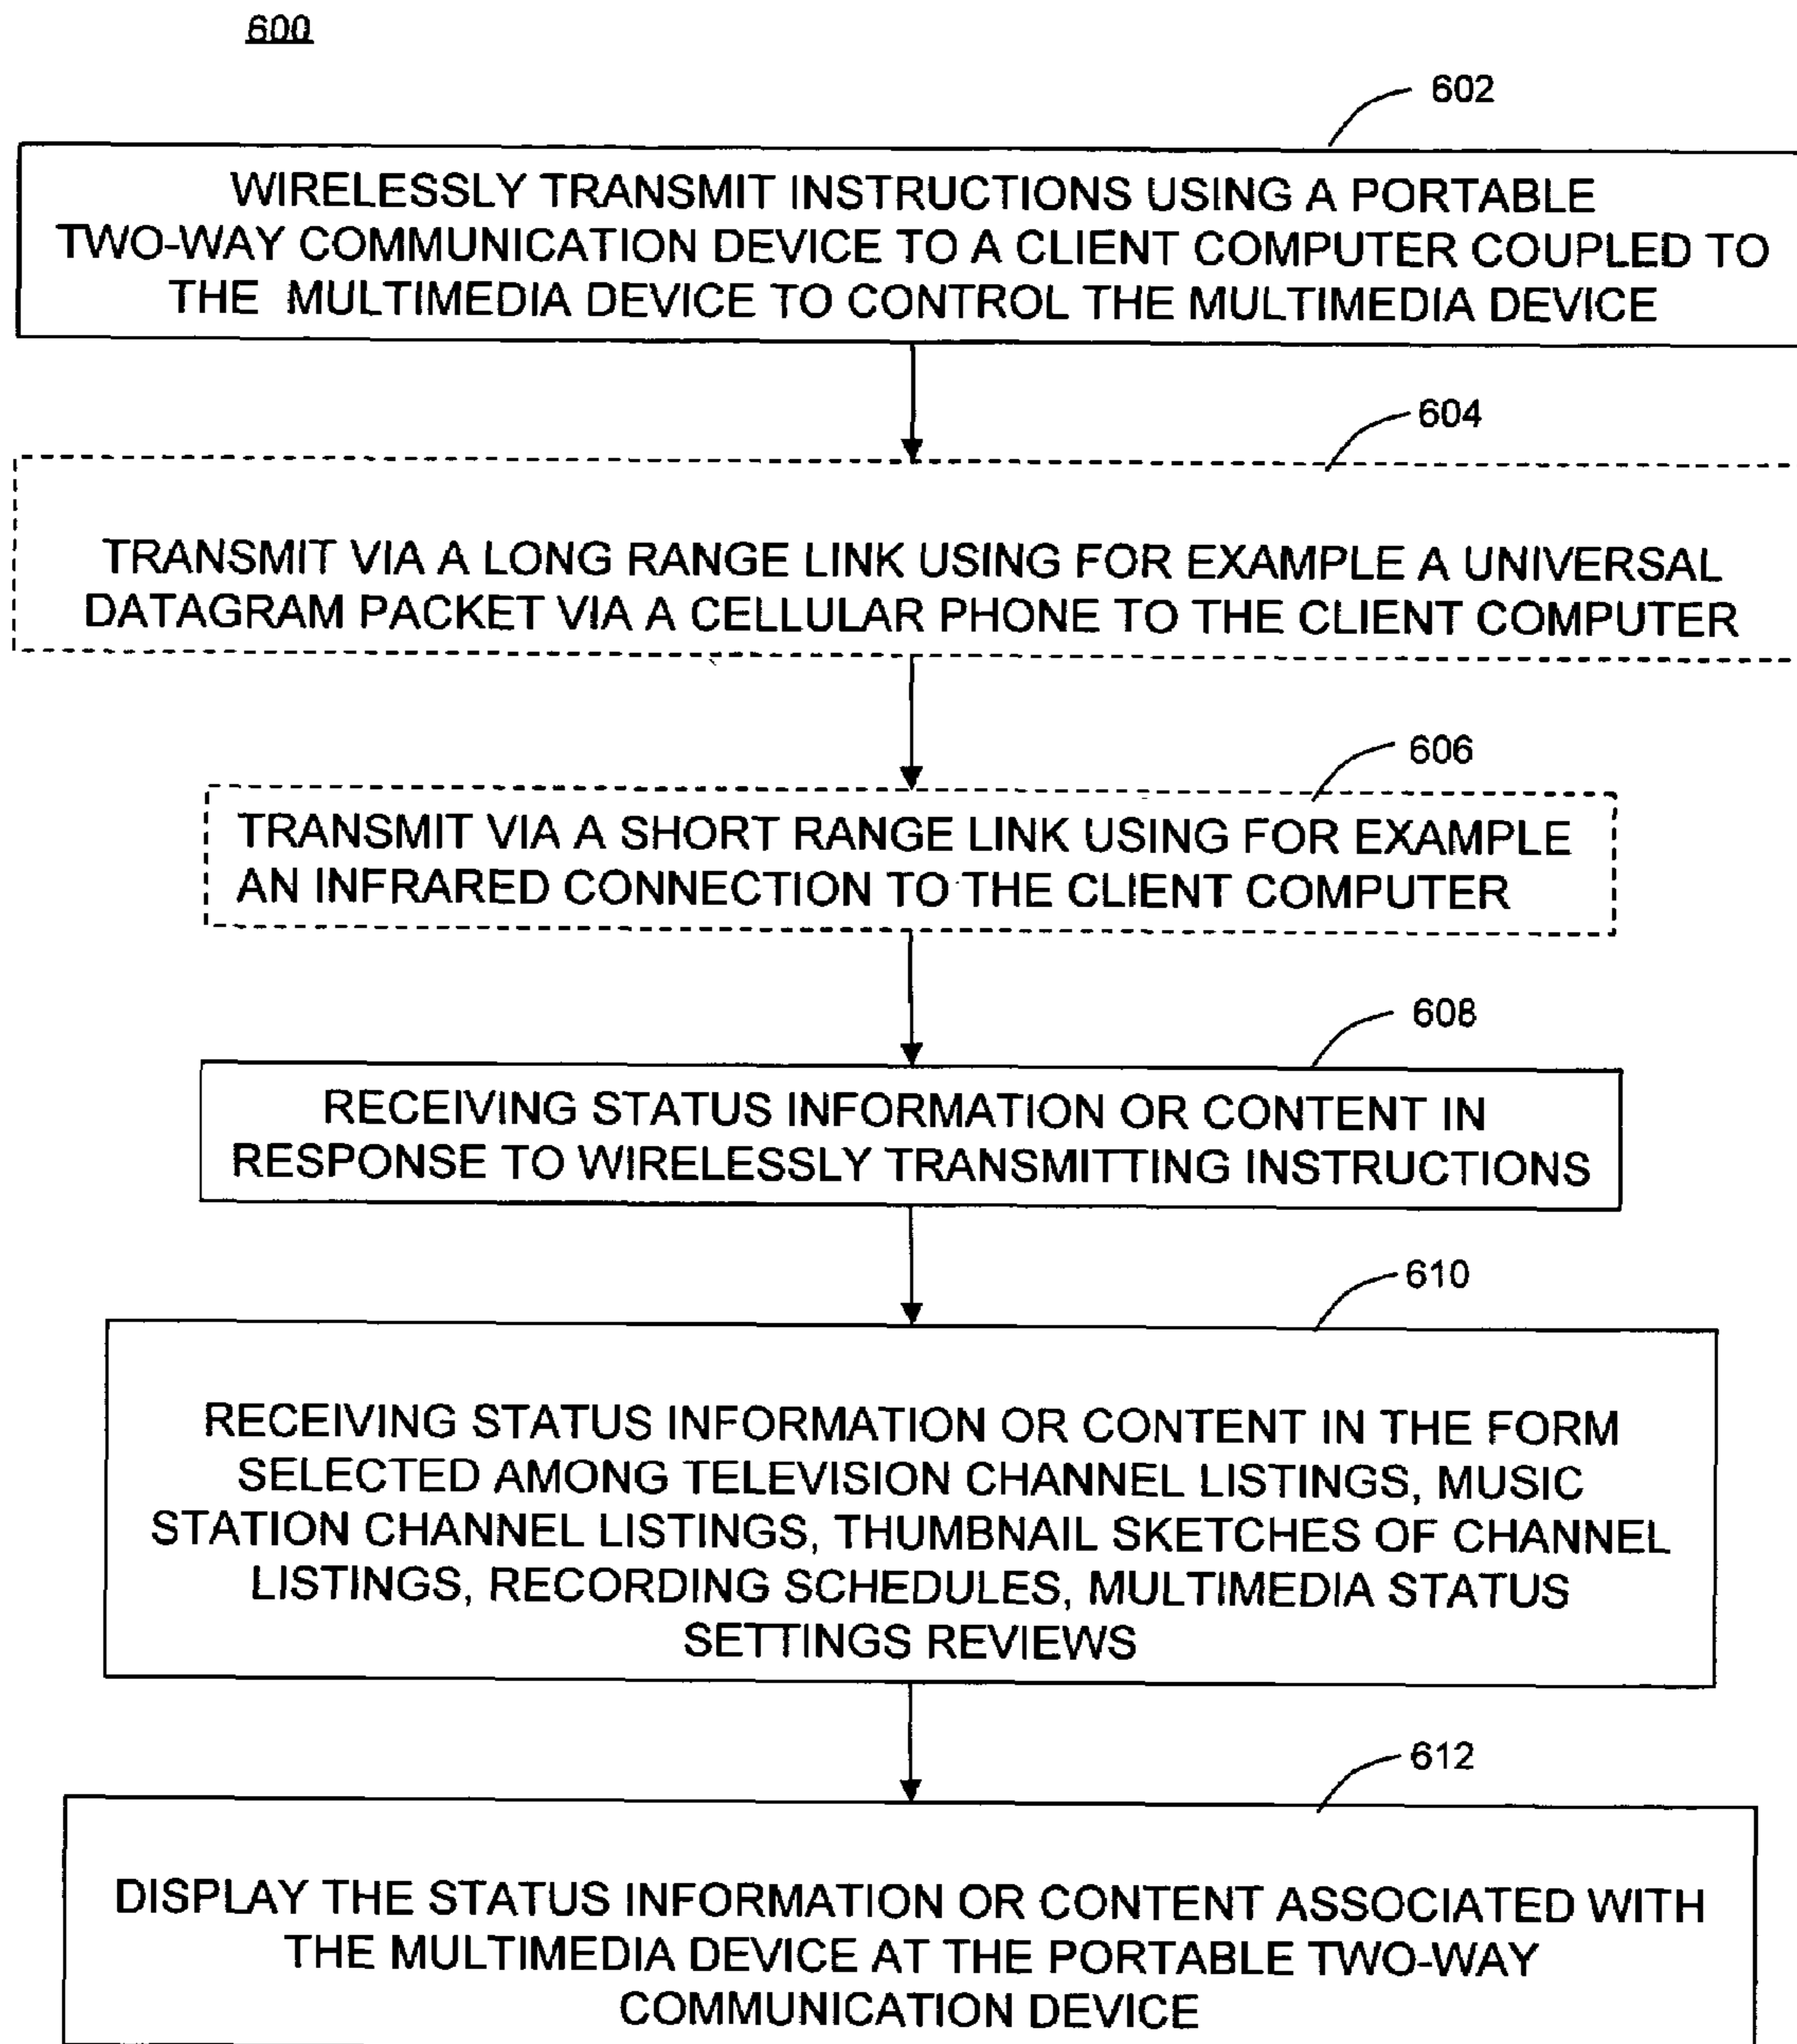 600
602
WIRELESSLY TRANSMIT INSTRUCTIONS USING A PORTABLE
TWO-WAY COMMUNICATION DEVICE TO A CLIENT COMPUTER COUPLED TO
THE MULTIMEDIA DEVICE TO CONTROL THE MULTIMEDIA DEVICE
604
TRANSMIT VIA A LONG RANGE LINK USING FOR EXAMPLE A UNIVERSAL
DATAGRAM PACKET VIA A CELLULAR PHONE TO THE CLIENT COMPUTER
606
TRANSMIT VIA A SHORT RANGE LINK USING FOR EXAMPLE
AN INFRARED CONNECTION TO THE CLIENT COMPUTER
608
RECEIVING STATUS INFORMATION OR CONTENT IN
RESPONSE TO WIRELESSLY TRANSMITTING INSTRUCTIONS
610
RECEIVING STATUS INFORMATION OR CONTENT IN THE FORM
SELECTED AMONG TELEVISION CHANNEL LISTINGS, MUSIC
STATION CHANNEL LISTINGS, THUMBNAIL SKETCHES OF CHANNEL
LISTINGS, RECORDING SCHEDULES, MULTIMEDIA STATUS
SETTINGS REVIEWS
612
DISPLAY THE STATUS INFORMATION OR CONTENT ASSOCIATED WITH
THE MULTIMEDIA DEVICE AT THE PORTABLE TWO-WAY
COMMUNICATION DEVICE